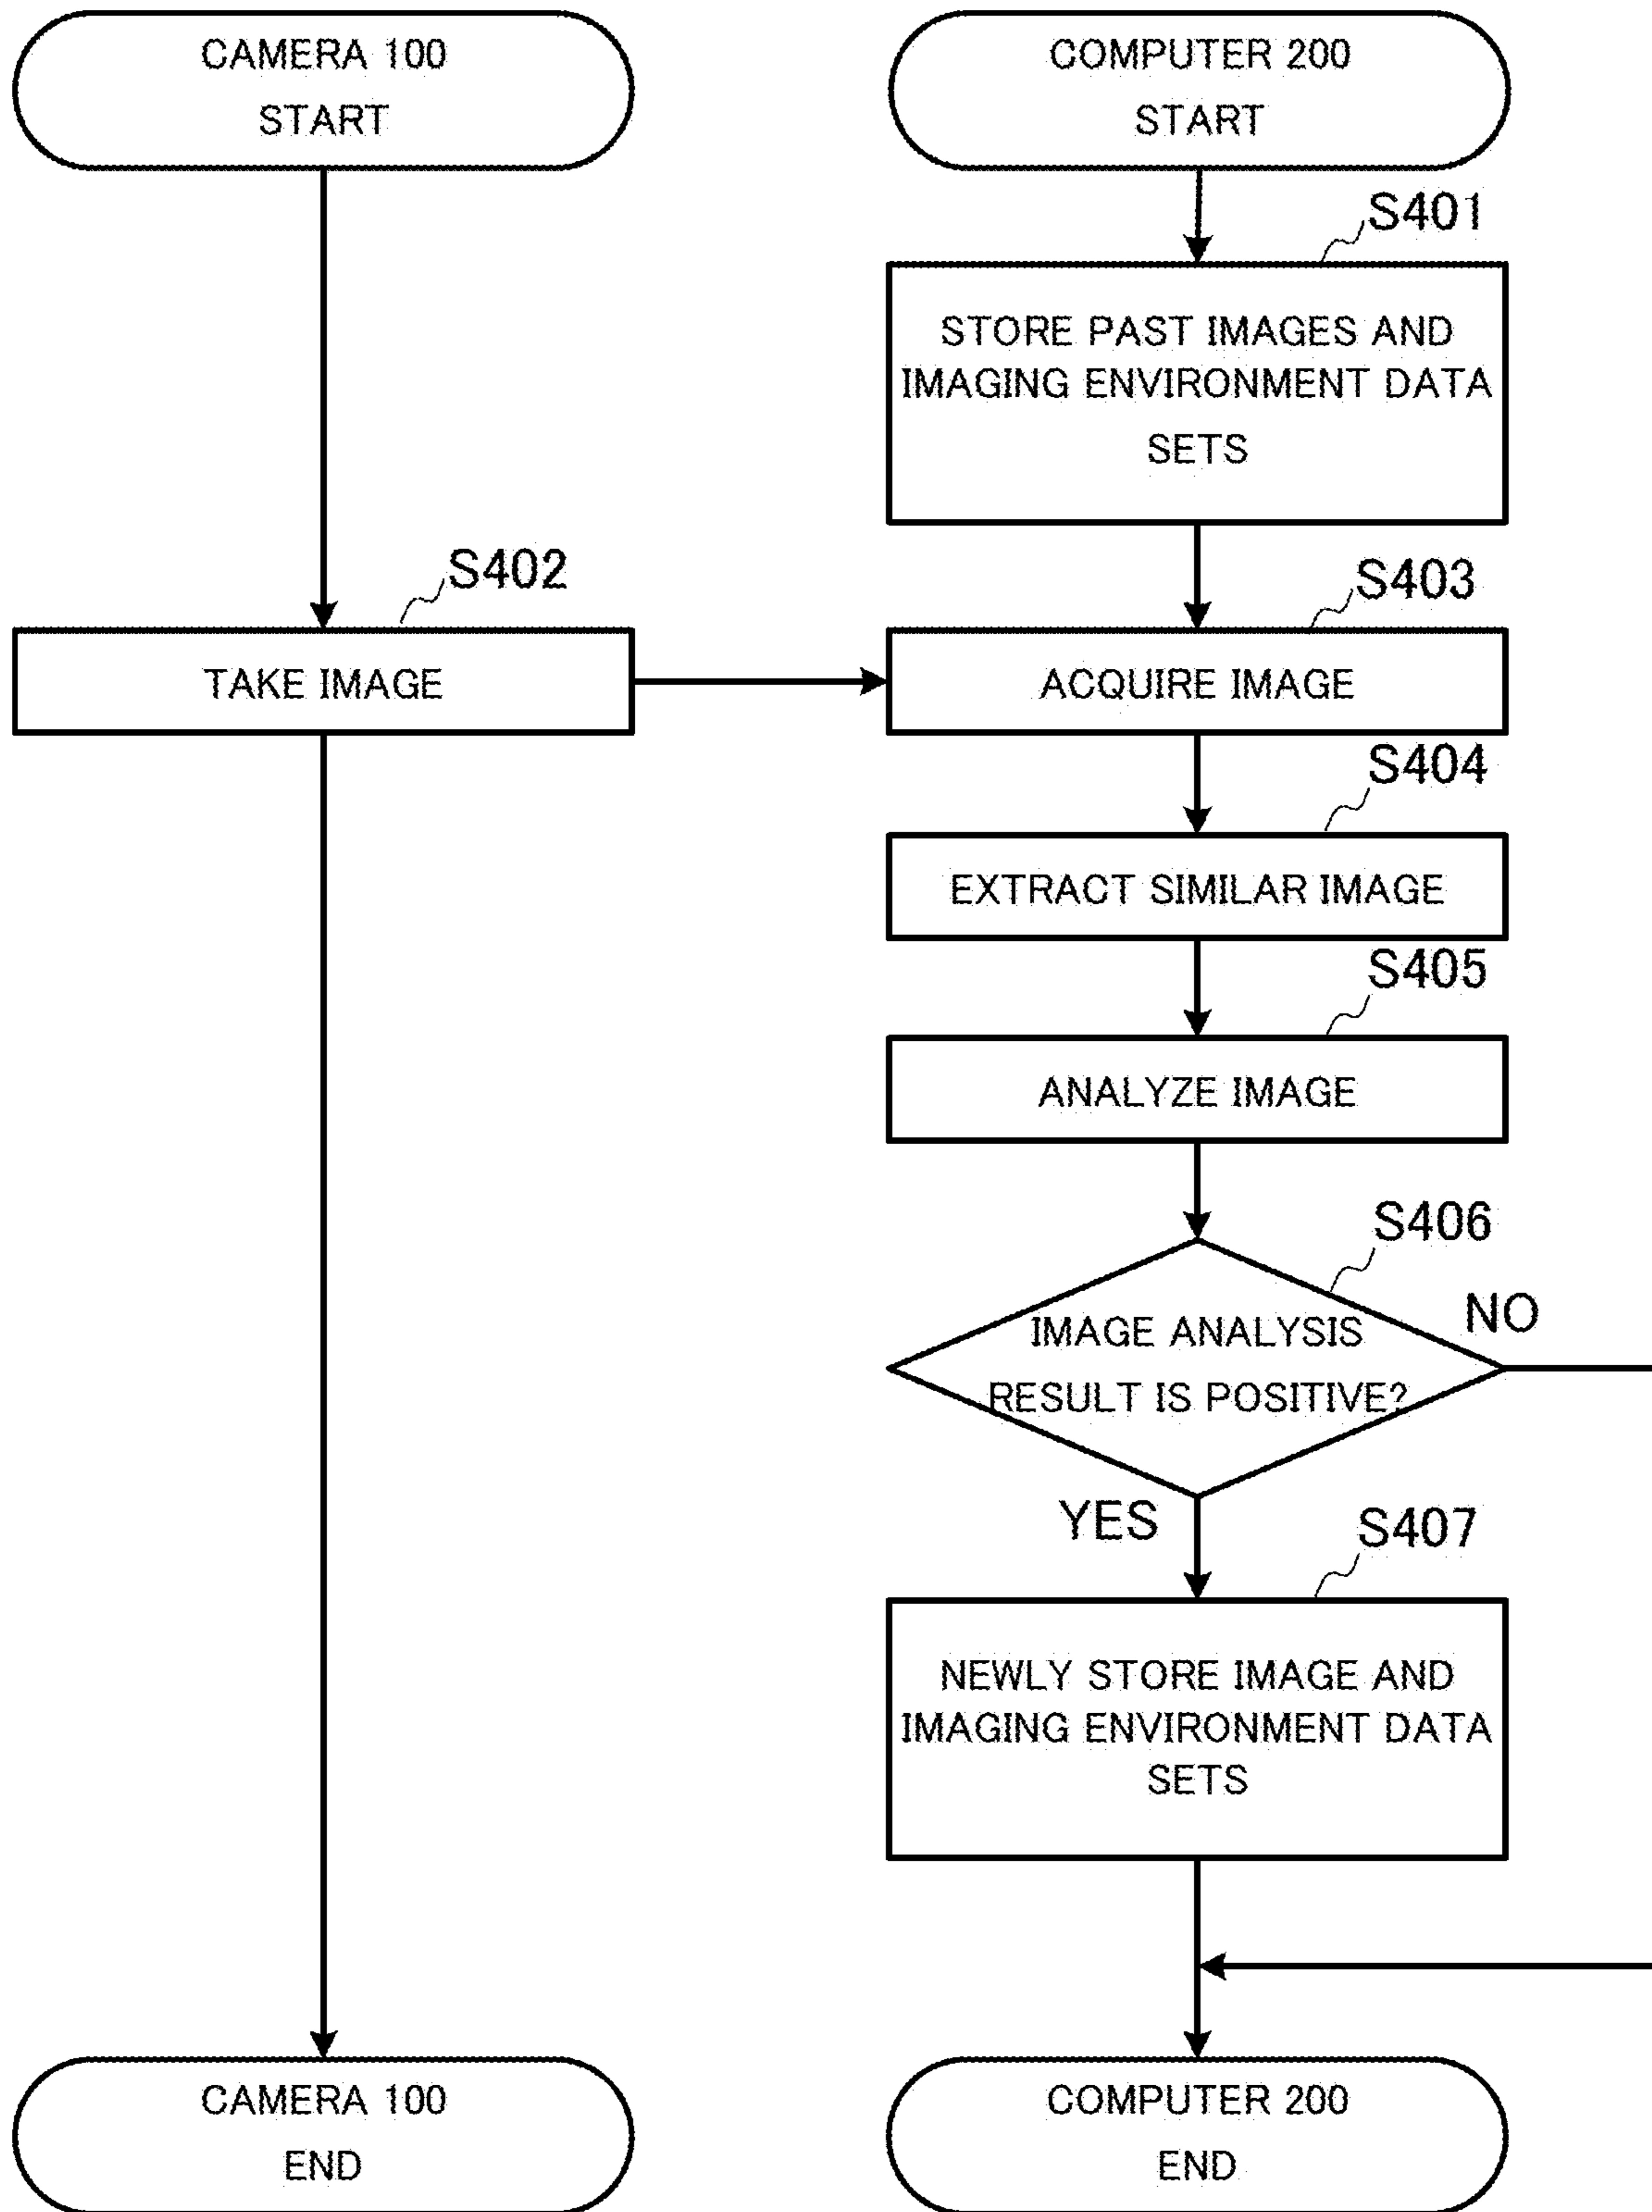 CAMERA 100
START
COMPUTER 200
START
S401
STORE PAST IMAGES AND
IMAGING ENVIRONMENT DATA
SETS
S402
TAKE IMAGE
S403
ACQUIRE IMAGE
S404
EXTRACT SIMILAR IMAGE
S405
ANALYZE IMAGE
S406
IMAGE ANALYSIS
RESULT IS POSITIVE?
NO
YES
S407
NEWLY STORE IMAGE AND
IMAGING ENVIRONMENT DATA
SETS
CAMERA 100
END
COMPUTER 200
END